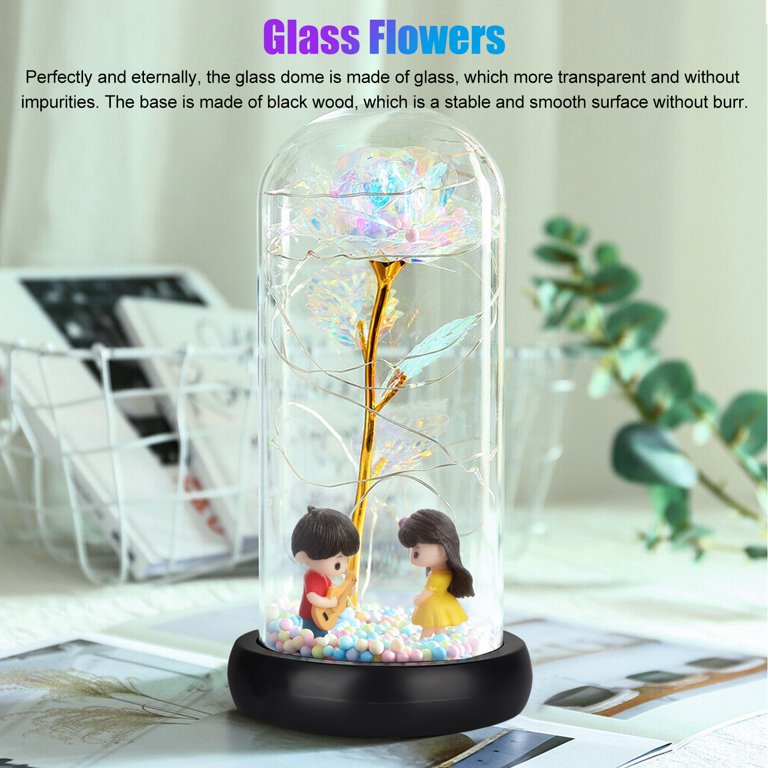 Glass Flowers
Perfectly and eternally, the glass dome is made of glass, which more transparent and without
impurities. The base is made of black wood, which is a stable and smooth surface without burr.